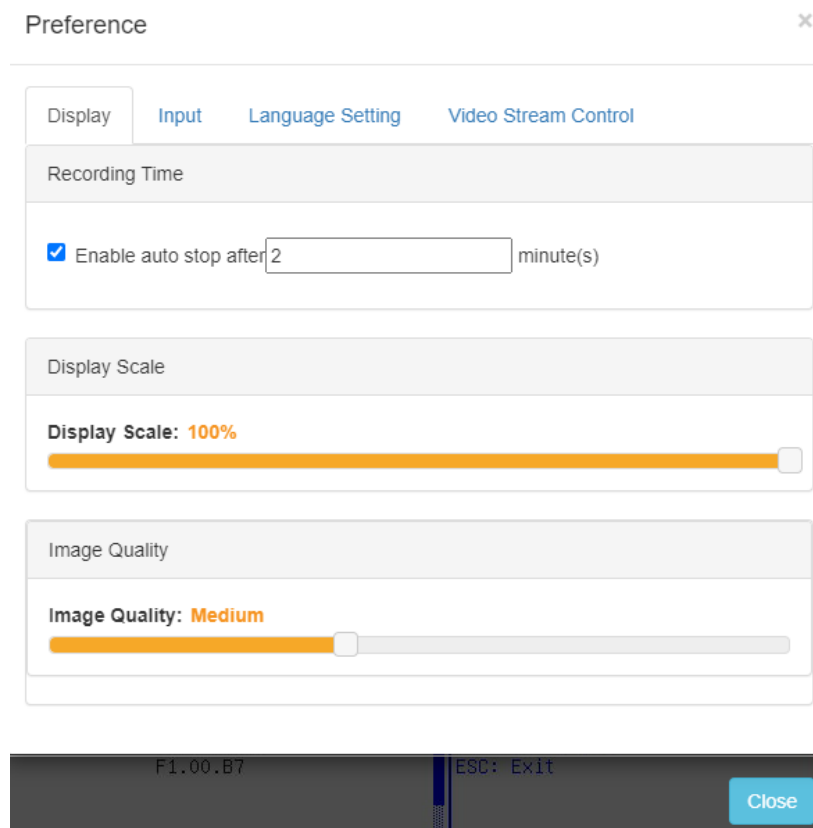 Preference ×
Display Input Language Setting Video Stream Control
Recording Time
Enable auto stop after 2 minute(s)
Display Scale
Display Scale: 100%
Image Quality
Image Quality: Medium
F1.00.B7 ESC: Exit
Close